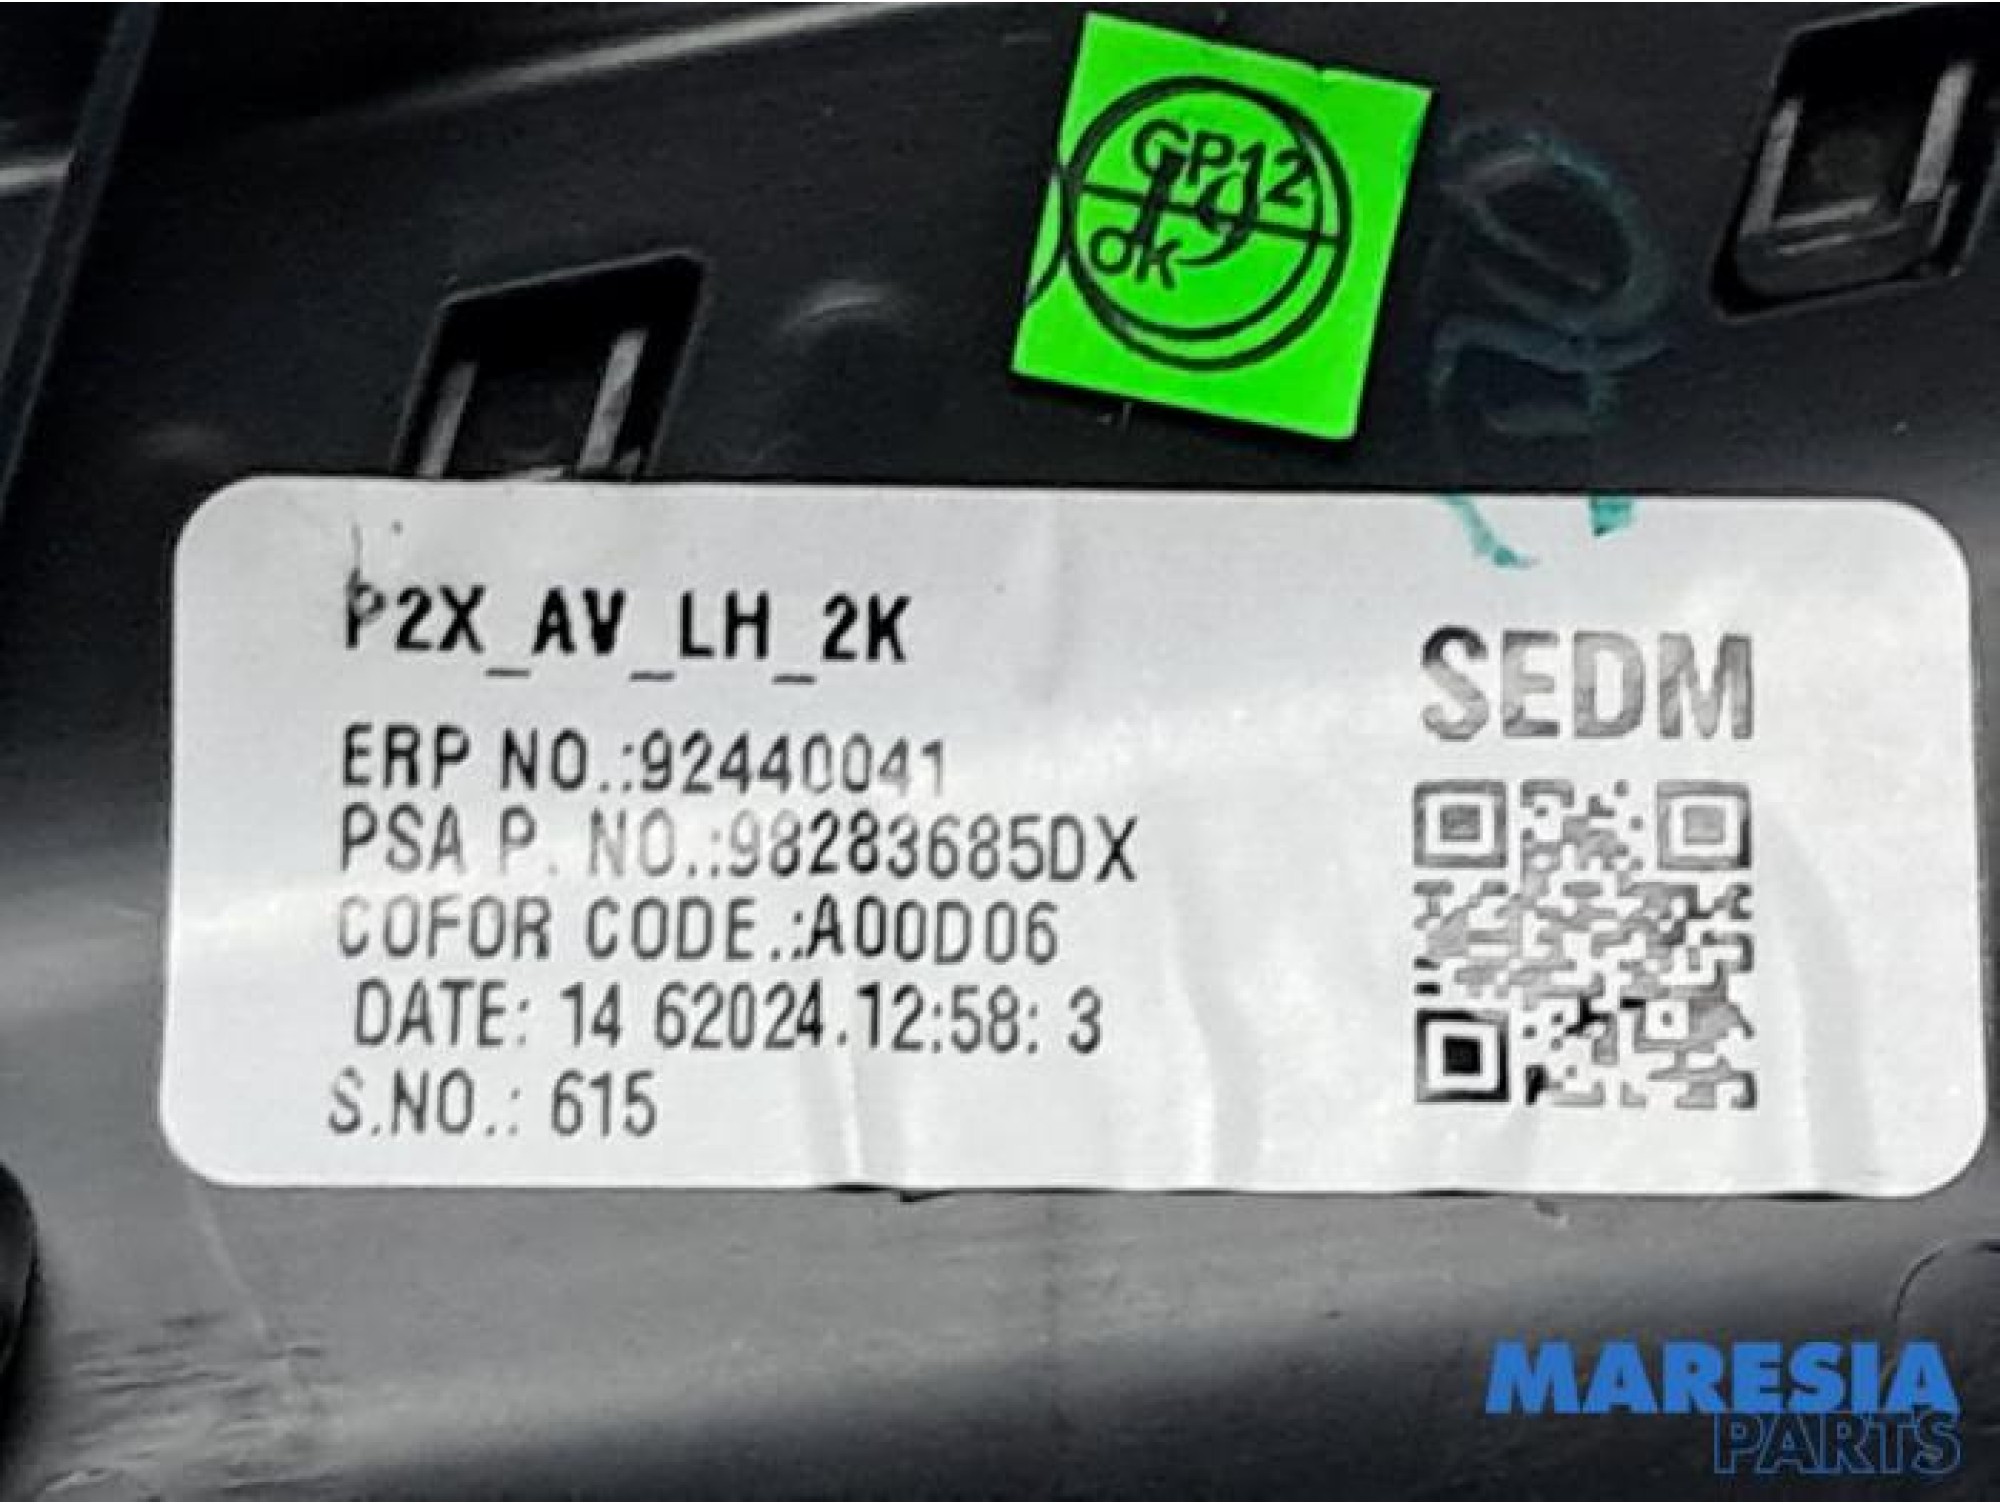 GP12
19
OK
P2X_AV_LH_2K
SEDM
ERP NO.:92440041
PSA P. NO.:98283685DX
COFOR CODE.:A00D06
DATE: 14 62024.12:58: 3
S.NO.: 615
MARESIA
PARTS